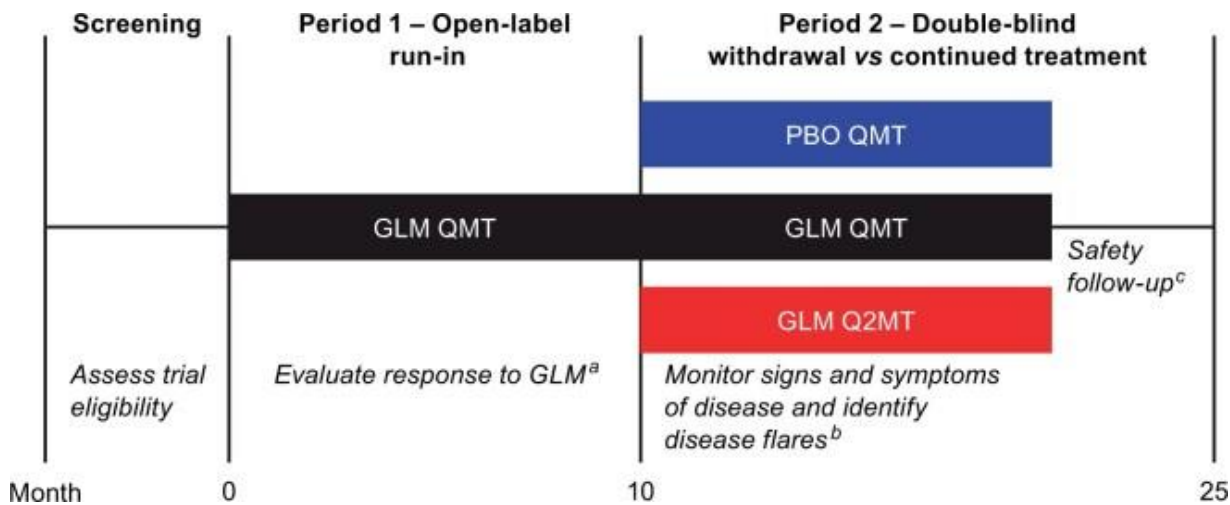 Screening
Period 1 – Open-label
run-in
Period 2 – Double-blind
withdrawal vs continued treatment
PBO QMT
GLM QMT
GLM QMT
GLM Q2MT
Safety
follow-up^c
Assess trial
eligibility
Evaluate response to GLM^a
Monitor signs and symptoms
of disease and identify
disease flares^b
Month
0
10
25